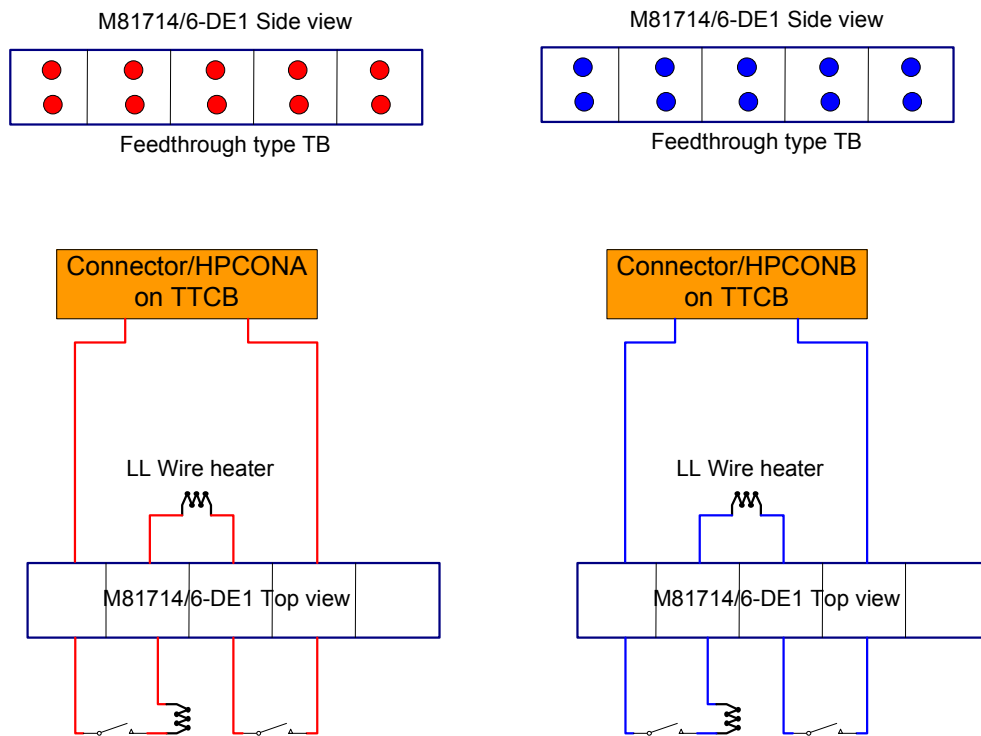 M81714/6-DE1 Side view
Feedthrough type TB
M81714/6-DE1 Side view
Feedthrough type TB
Connector/HPCONA
on TTCB
LL Wire heater
M81714/6-DE1 Top view
Connector/HPCONB
on TTCB
LL Wire heater
M81714/6-DE1 Top view